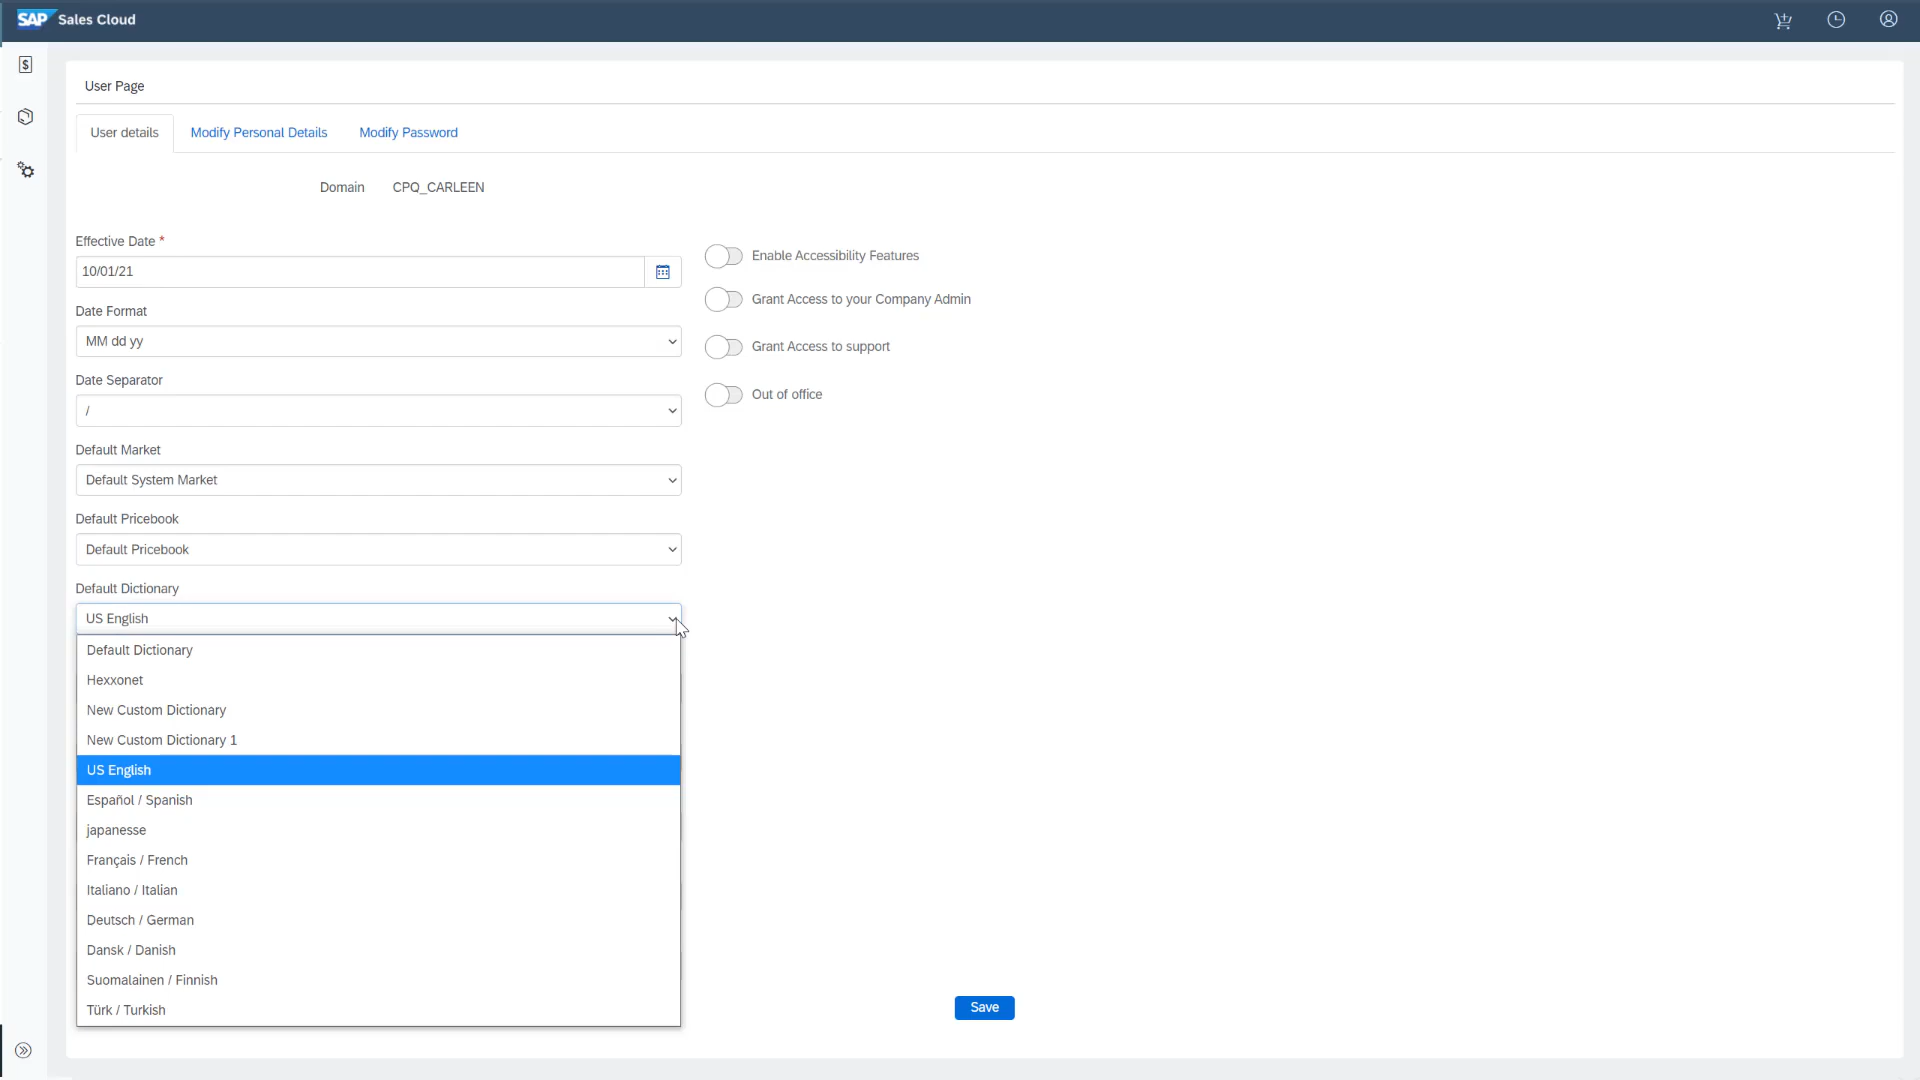 SAP Sales Cloud
User Page
User details Modify Personal Details Modify Password
Domain CPQ_CARLEEN
Effective Date *
10/01/21
Date Format
MM dd yy
Date Separator
/
Default Market
Default System Market
Default Pricebook
Default Pricebook
Default Dictionary
US English
Default Dictionary
Hexxonet
New Custom Dictionary
New Custom Dictionary 1
US English
Español / Spanish
japanesse
Français / French
Italiano / Italian
Deutsch / German
Dansk / Danish
Suomalainen / Finnish
Türk / Turkish
Enable Accessibility Features
Grant Access to your Company Admin
Grant Access to support
Out of office
Save